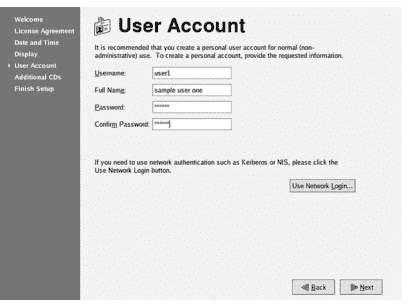 Welcome
License Agreement
Date and Time
Display
User Account
Additional CDs
Finish Setup
User Account
It is recommended that you create a personal user account for normal (non-
administrative) use. To create a personal account, provide the requested information.
Username: user1
Full Name: sample user one
Password: ******
Confirm Password: ******
If you need to use network authentication such as Kerberos or NIS, please click the
Use Network Login button.
Use Network Login...
Back Next